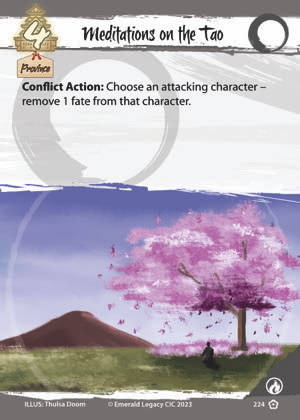 4
Meditations on the Tao
Province
Conflict Action: Choose an attacking character –
remove 1 fate from that character.
ILLUS: Thulsa Doom © Emerald Legacy CIC 2023 224